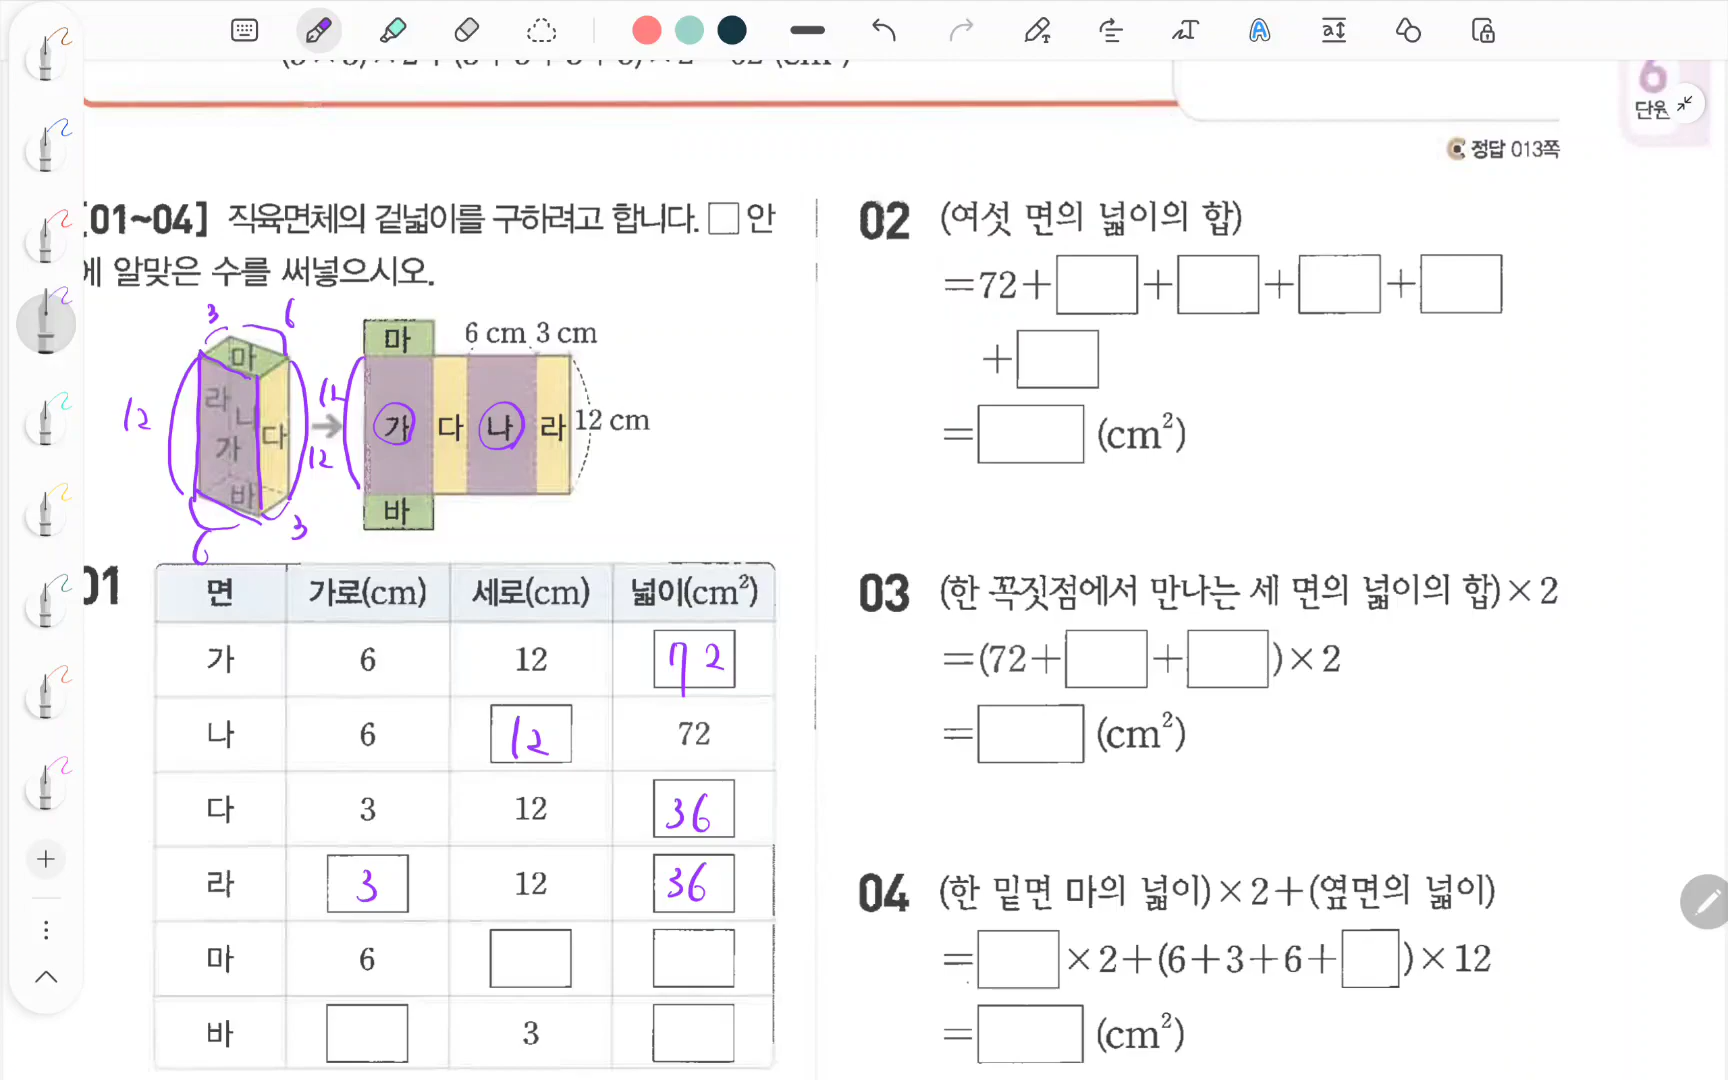 6
단원
정답 013쪽
[01~04] 직육면체의 겉넓이를 구하려고 합니다. □ 안
에 알맞은 수를 써넣으시오.
3 6
마
라 나
가
다
바
12
12
6
3
→
12
마
6 cm 3 cm
가 다 나 라 12 cm
바
01
면 가로(cm) 세로(cm) 넓이(cm²)
가 6 12 72
나 6 12 72
다 3 12 36
라 3 12 36
마 6 □ □
바 □ 3 □
02 (여섯 면의 넓이의 합)
=72+□+□+□+□
+□
=□ (cm²)
03 (한 꼭짓점에서 만나는 세 면의 넓이의 합)×2
=(72+□+□)×2
=□ (cm²)
04 (한 밑면 마의 넓이)×2+(옆면의 넓이)
=□×2+(6+3+6+□)×12
=□ (cm²)